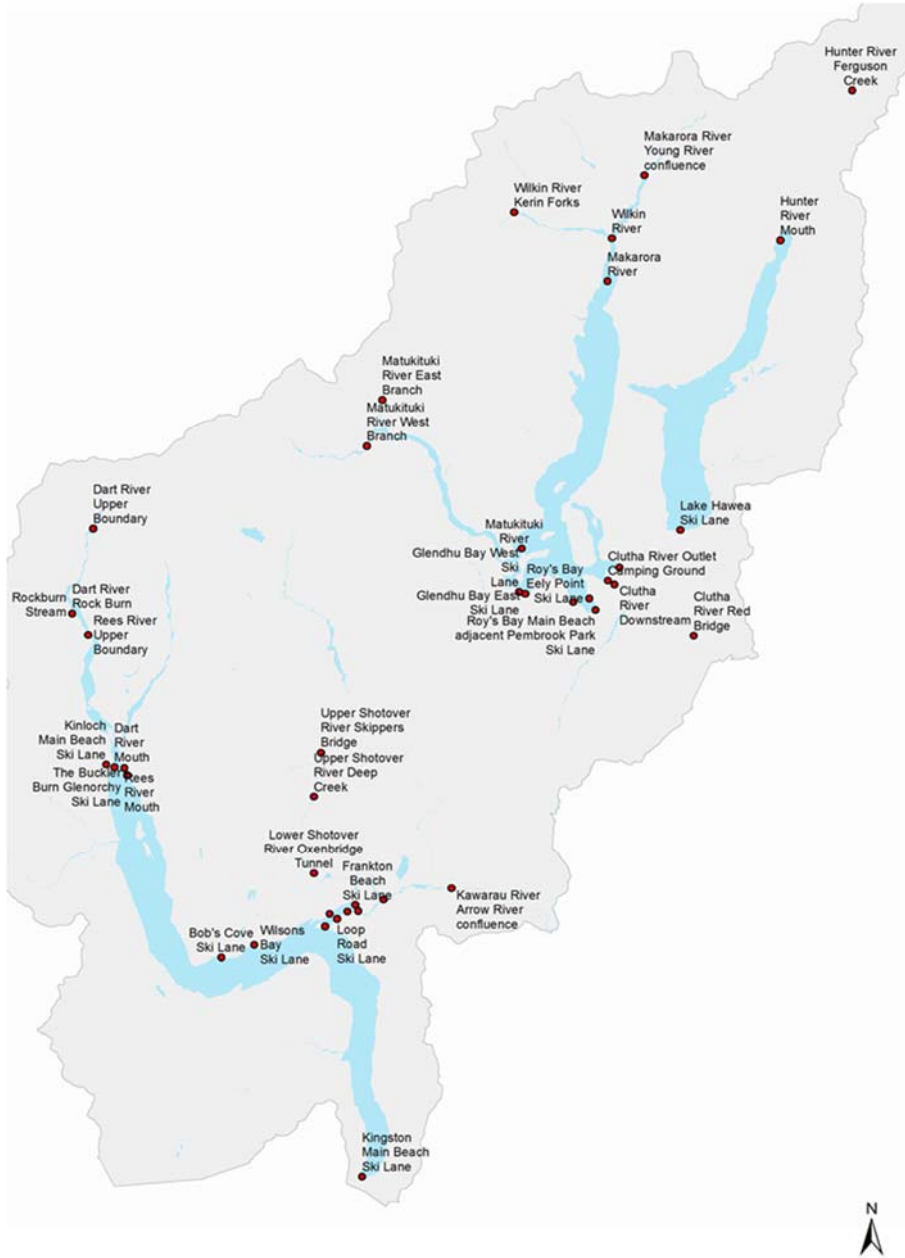 Hunter River
Ferguson
Creek
Makarora River
Young River
confluence
Wilkin River
Kerin Forks
Hunter
River
Mouth
Wilkin
River
Makarora
River
Matukituki
River East
Branch
Matukituki
River West
Branch
Dart River
Upper
Boundary
Lake Hawea
Ski Lane
Matukituki
River
Glendhu Bay West
Ski
Lane
Glendhu Bay East
Ski Lane
Roy's Bay
Eely Point
Ski Lane
Clutha River Outlet
Camping Ground
Clutha
River
Downstream
Clutha
River Red
Bridge
Roy's Bay Main Beach
adjacent Pembrook Park
Ski Lane
Rockburn
Stream
Dart River
Rock Burn
Rees River
Upper
Boundary
Kinloch
Main Beach
Ski Lane
Dart
River
Mouth
The Buckler
Burn Glenorchy
Ski Lane
Rees
River
Mouth
Upper Shotover
River Skippers
Bridge
Upper Shotover
River Deep
Creek
Lower Shotover
River Oxenbridge
Tunnel
Frankton
Beach
Ski Lane
Kawarau River
Arrow River
confluence
Bob's Cove
Ski Lane
Wilsons
Bay
Ski Lane
Loop
Road
Ski Lane
Kingston
Main Beach
Ski Lane
N